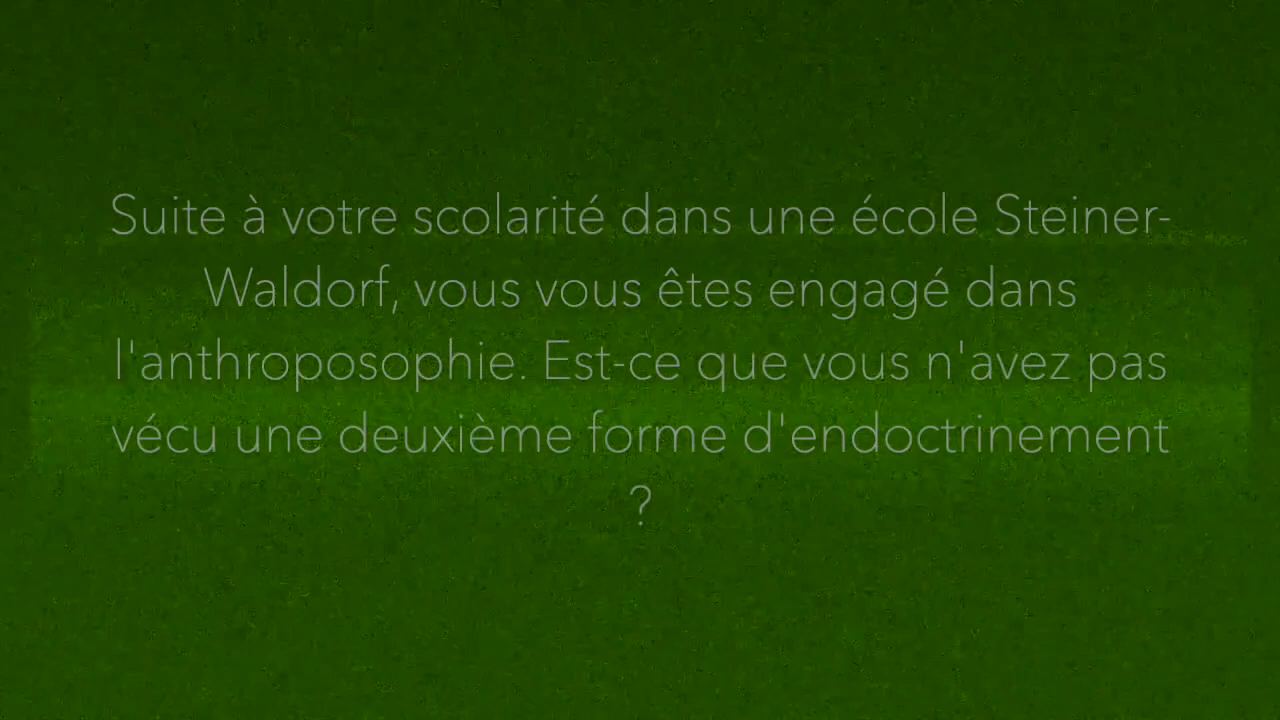 Suite à votre scolarité dans une école Steiner-
Waldorf, vous vous êtes engagé dans
l'anthroposophie. Est-ce que vous n'avez pas
vécu une deuxième forme d'endoctrinement
?